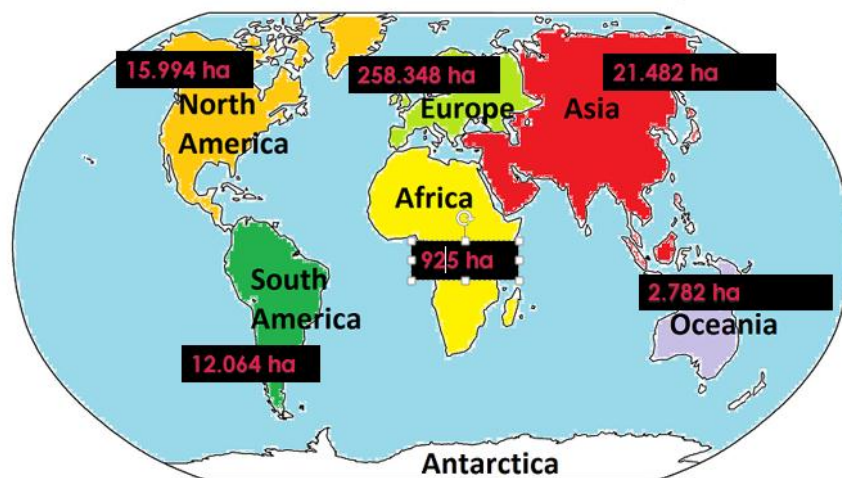 15.994 ha
258.348 ha
21.482 ha
North
America
Europe
Asia
Africa
925 ha
South
America
2.782 ha
Oceania
12.064 ha
Antarctica